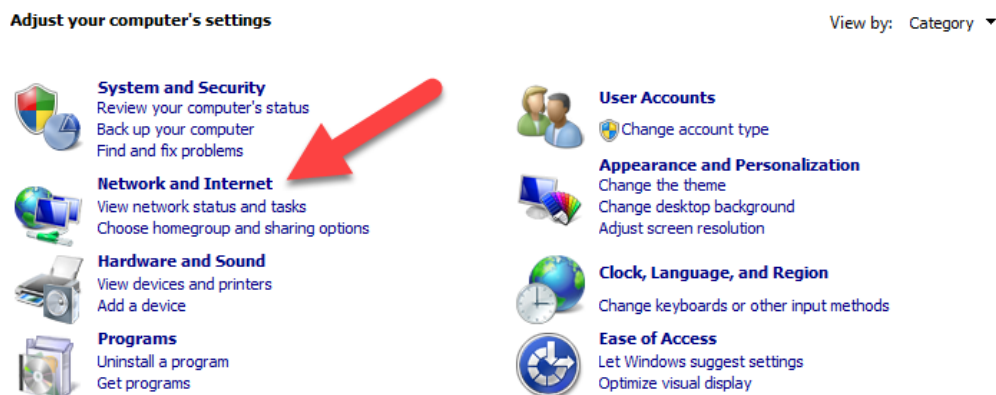 Adjust your computer's settings
View by: Category
System and Security
Review your computer's status
Back up your computer
Find and fix problems
Network and Internet
View network status and tasks
Choose homegroup and sharing options
Hardware and Sound
View devices and printers
Add a device
Programs
Uninstall a program
Get programs
User Accounts
Change account type
Appearance and Personalization
Change the theme
Change desktop background
Adjust screen resolution
Clock, Language, and Region
Change keyboards or other input methods
Ease of Access
Let Windows suggest settings
Optimize visual display